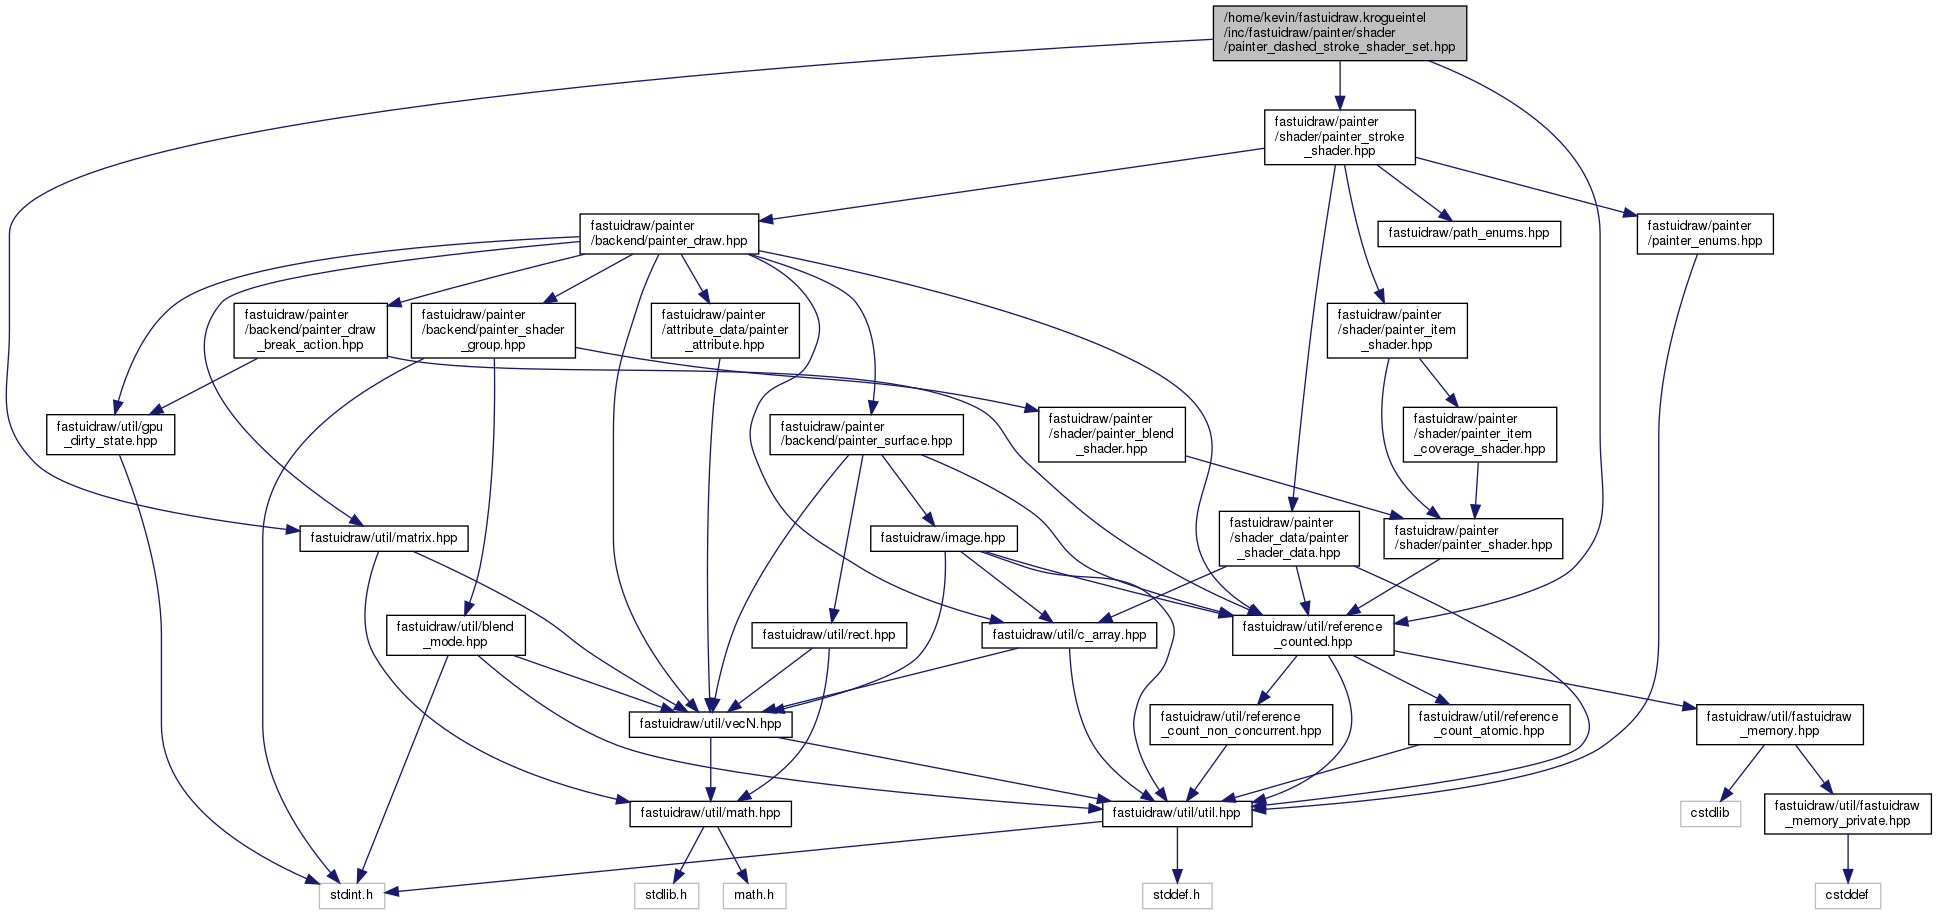 /home/kevin/fastuidraw.krogueintel
/inc/fastuidraw/painter/shader
/painter_dashed_stroke_shader_set.hpp
fastuidraw/painter
/shader/painter_stroke
_shader.hpp
fastuidraw/painter
/backend/painter_draw.hpp
fastuidraw/path_enums.hpp
fastuidraw/painter
/painter_enums.hpp
fastuidraw/painter
/backend/painter_draw
_break_action.hpp
fastuidraw/painter
/backend/painter_shader
_group.hpp
fastuidraw/painter
/attribute_data/painter
_attribute.hpp
fastuidraw/painter
/shader/painter_item
_shader.hpp
fastuidraw/util/gpu
_dirty_state.hpp
fastuidraw/painter
/backend/painter_surface.hpp
fastuidraw/painter
/shader/painter_blend
_shader.hpp
fastuidraw/painter
/shader/painter_item
_coverage_shader.hpp
fastuidraw/util/matrix.hpp
fastuidraw/image.hpp
fastuidraw/painter
/shader_data/painter
_shader_data.hpp
fastuidraw/painter
/shader/painter_shader.hpp
fastuidraw/util/blend
_mode.hpp
fastuidraw/util/rect.hpp
fastuidraw/util/c_array.hpp
fastuidraw/util/reference
_counted.hpp
fastuidraw/util/vecN.hpp
fastuidraw/util/reference
_count_non_concurrent.hpp
fastuidraw/util/reference
_count_atomic.hpp
fastuidraw/util/fastuidraw
_memory.hpp
fastuidraw/util/math.hpp
fastuidraw/util/util.hpp
cstdlib
fastuidraw/util/fastuidraw
_memory_private.hpp
stdint.h
stdlib.h
math.h
stddef.h
cstddef